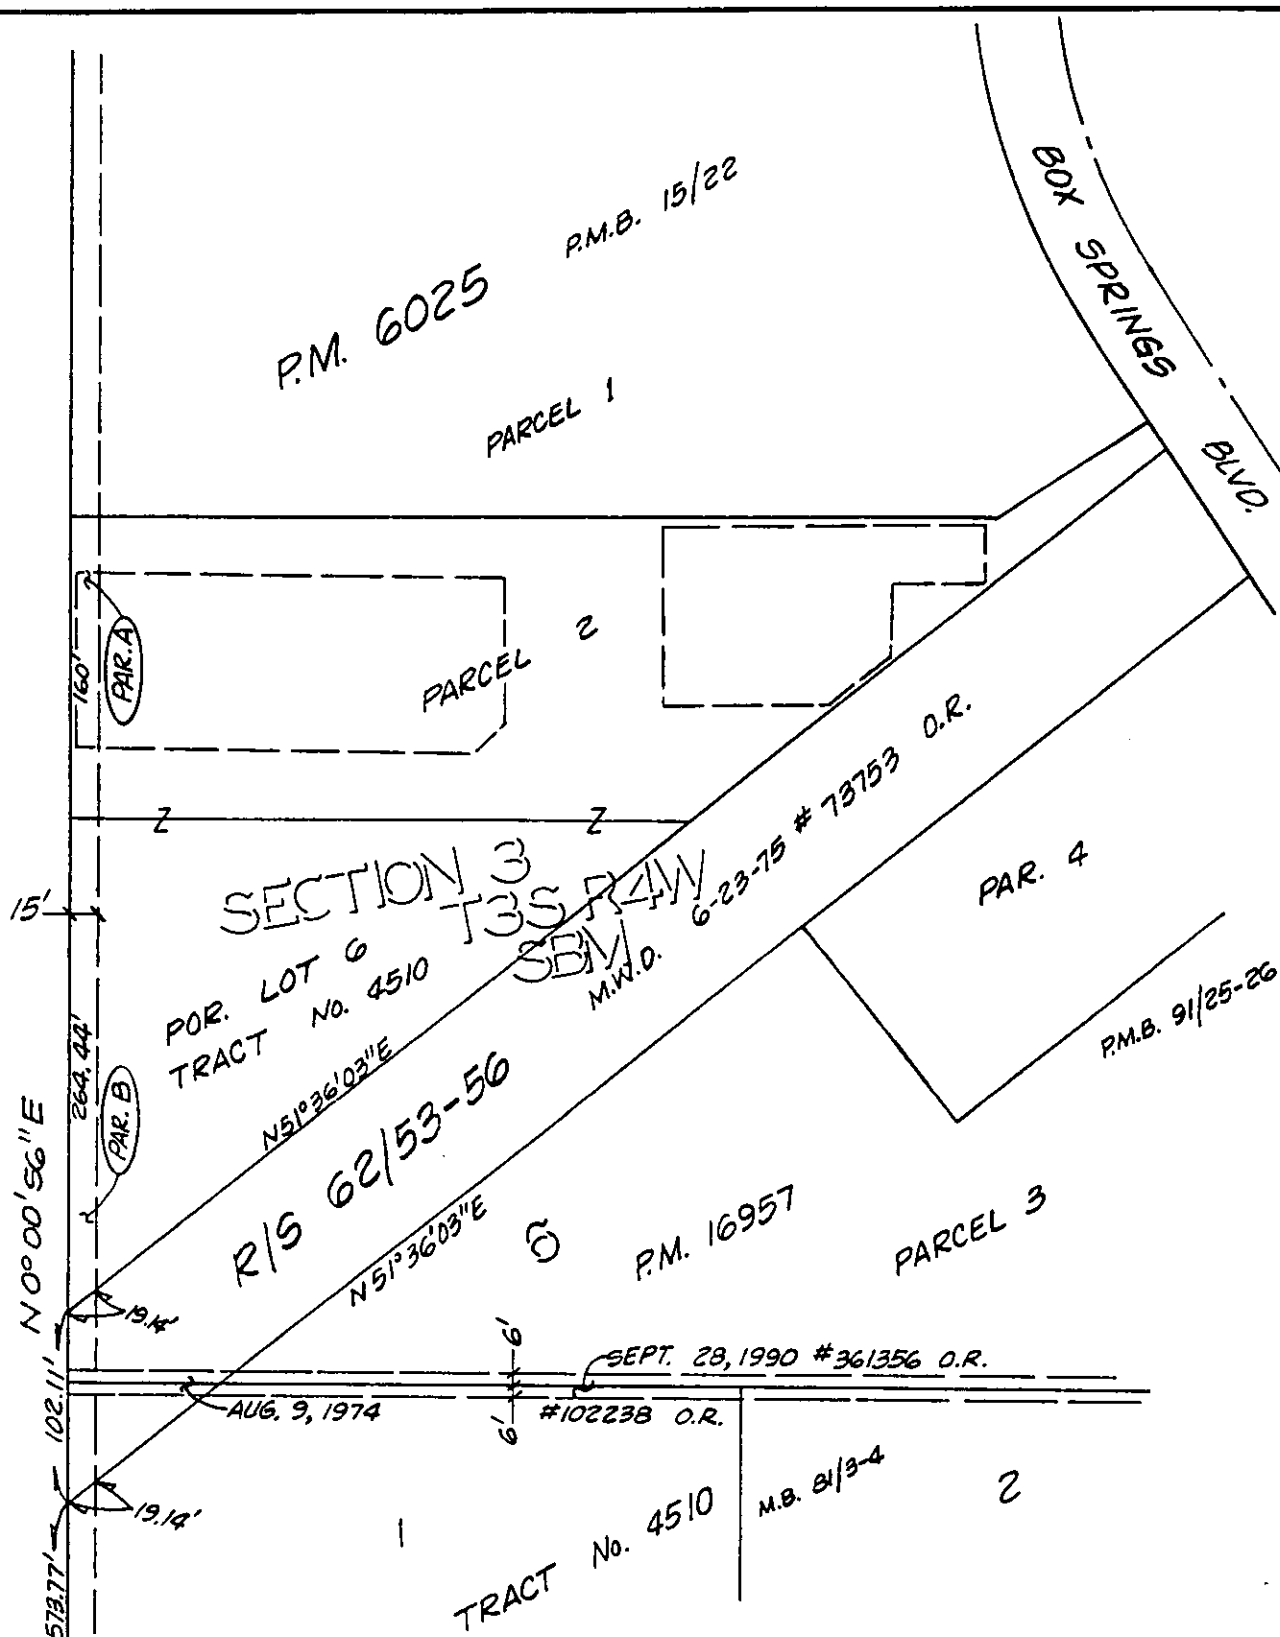 BOX SPRINGS BLVD.
P.M.B. 15/22
P.M. 6025
PARCEL 1
160'
PAR. A
PARCEL 2
6-23-75 # 73753 O.R.
SECTION 3
T3S R4W
SBM
M.W.D.
15'
POR. LOT 6
TRACT No. 4510
PAR. 4
P.M.B. 91/25-26
264.44'
PAR. B
N 0° 00' 56" E
N51°36'03"E
R/S 62/53-56
N51°36'03"E
P.M. 16957
PARCEL 3
19.14'
102.11'
6'
SEPT. 28, 1990 #361356 O.R.
AUG. 9, 1974
#102238 O.R.
6'
19.14'
573.77'
1
TRACT No. 4510
M.B. 81/3-4
2